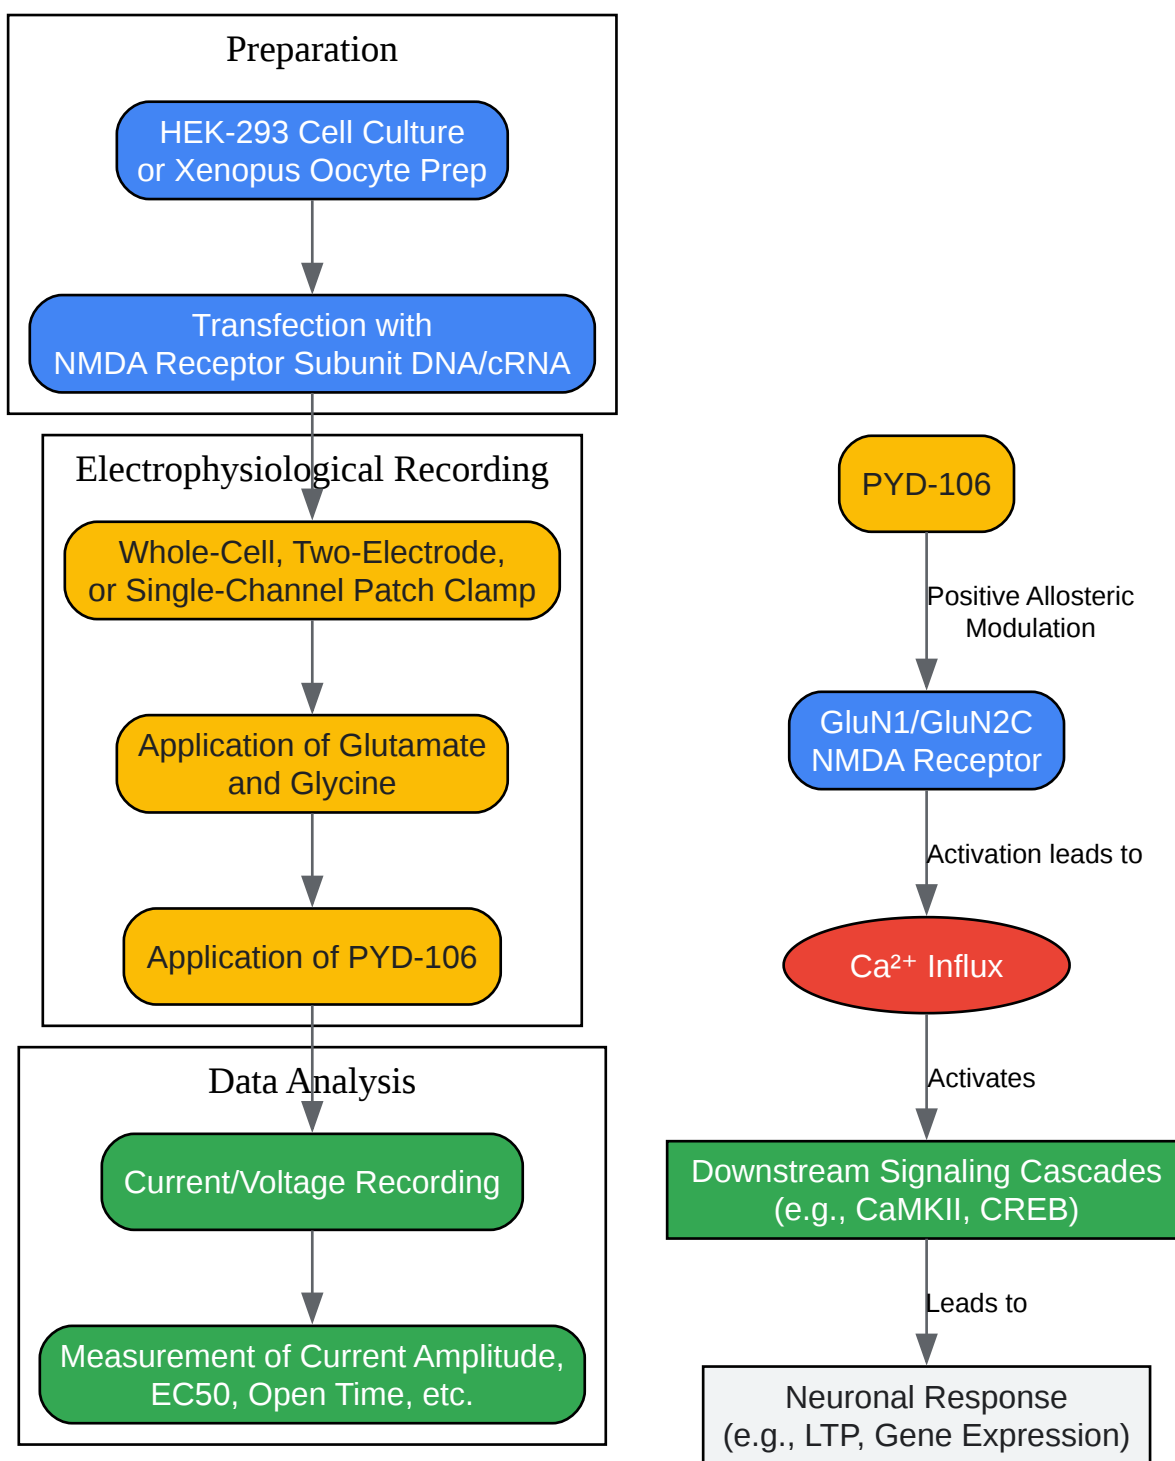 Preparation
HEK-293 Cell Culture
or Xenopus Oocyte Prep
Transfection with
NMDA Receptor Subunit DNA/cRNA
Electrophysiological Recording
Whole-Cell, Two-Electrode,
or Single-Channel Patch Clamp
Application of Glutamate
and Glycine
Application of PYD-106
Data Analysis
Current/Voltage Recording
Measurement of Current Amplitude,
EC50, Open Time, etc.
PYD-106
Positive Allosteric
Modulation
GluN1/GluN2C
NMDA Receptor
Activation leads to
Ca²⁺ Influx
Activates
Downstream Signaling Cascades
(e.g., CaMKII, CREB)
Leads to
Neuronal Response
(e.g., LTP, Gene Expression)